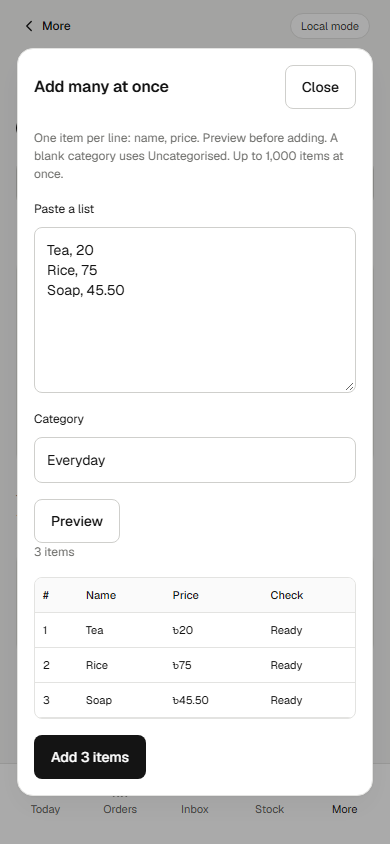 More
Local mode
Add many at once
Close
One item per line: name, price. Preview before adding. A
blank category uses Uncategorised. Up to 1,000 items at
once.
Paste a list
Tea, 20
Rice, 75
Soap, 45.50
Category
Everyday
Preview
3 items
# Name Price Check
1 Tea ৳20 Ready
2 Rice ৳75 Ready
3 Soap ৳45.50 Ready
Add 3 items
Today Orders Inbox Stock More